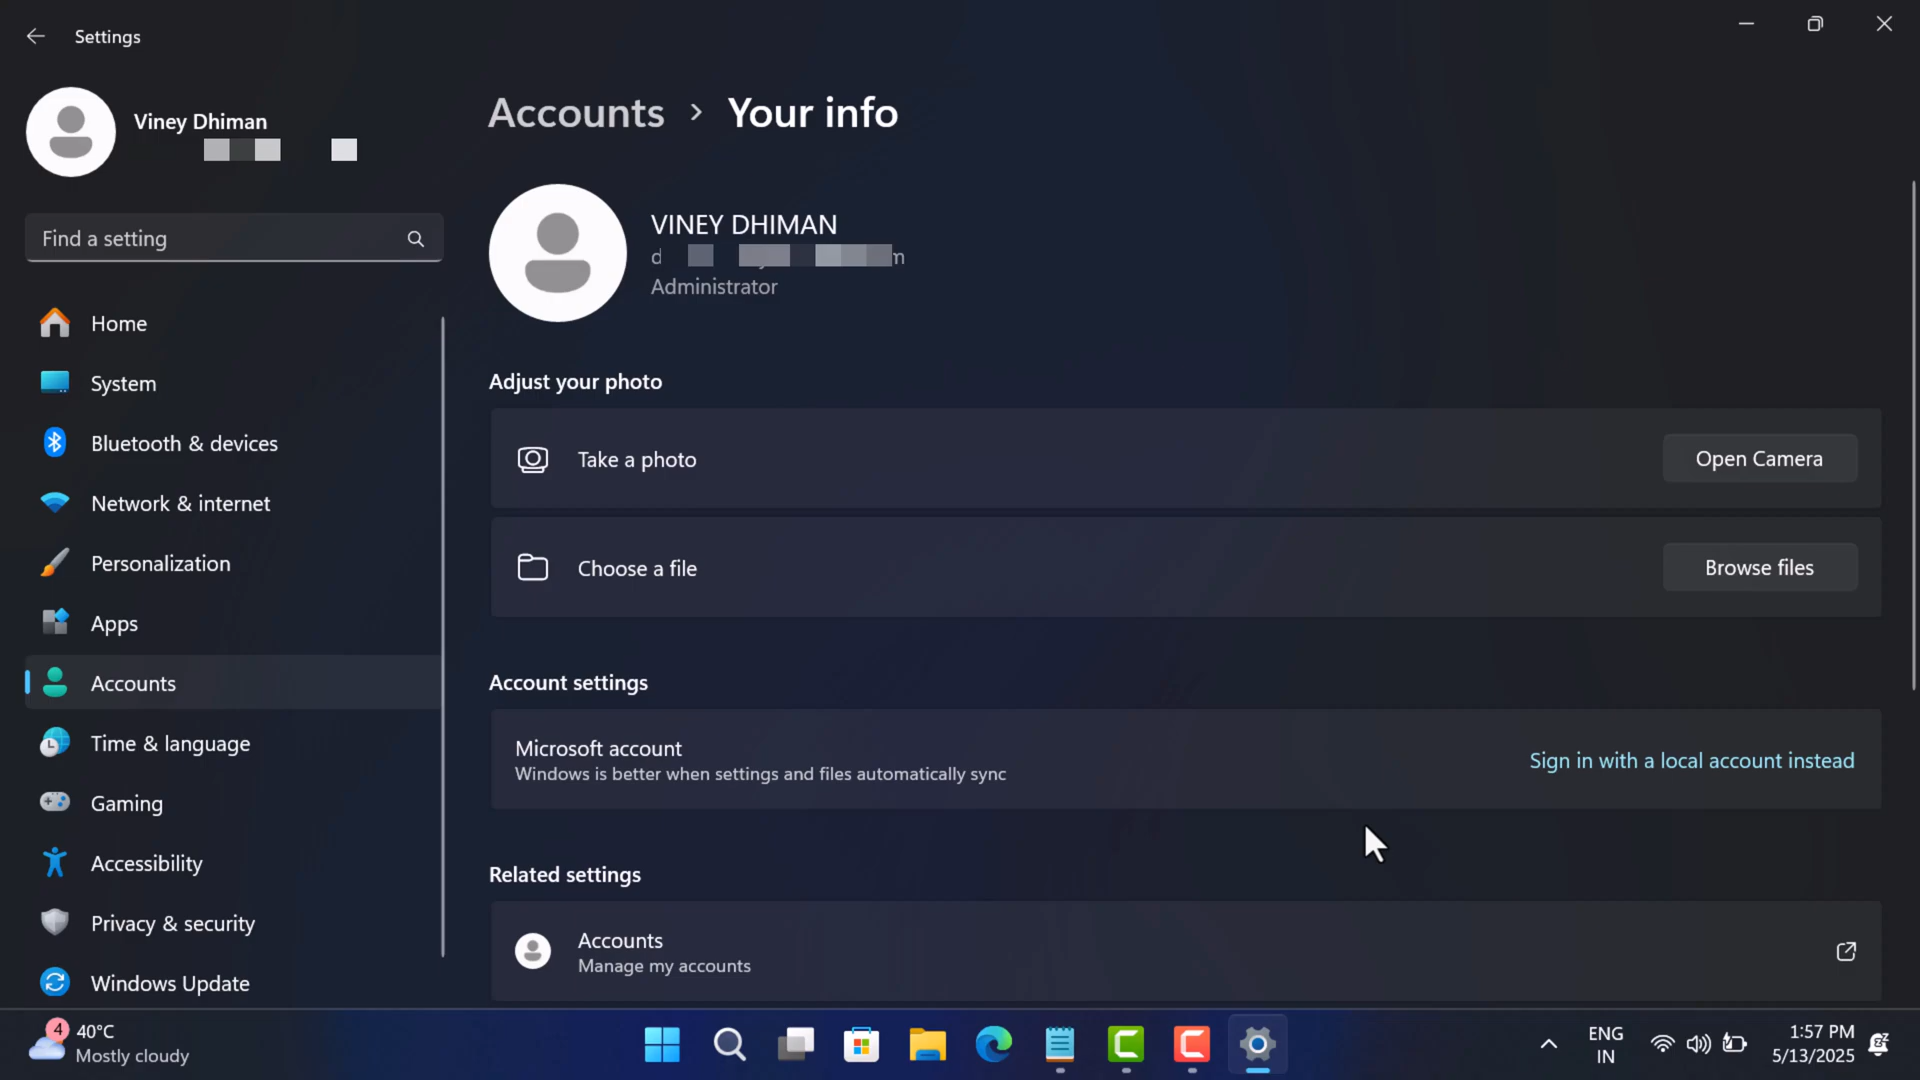 Settings
Viney Dhiman
Find a setting
Home
System
Bluetooth & devices
Network & internet
Personalization
Apps
Accounts
Time & language
Gaming
Accessibility
Privacy & security
Windows Update
Accounts › Your info
VINEY DHIMAN
Administrator
Adjust your photo
Take a photo
Open Camera
Choose a file
Browse files
Account settings
Microsoft account
Windows is better when settings and files automatically sync
Sign in with a local account instead
Related settings
Accounts
Manage my accounts
4
40°C
Mostly cloudy
ENG
IN
1:57 PM
5/13/2025